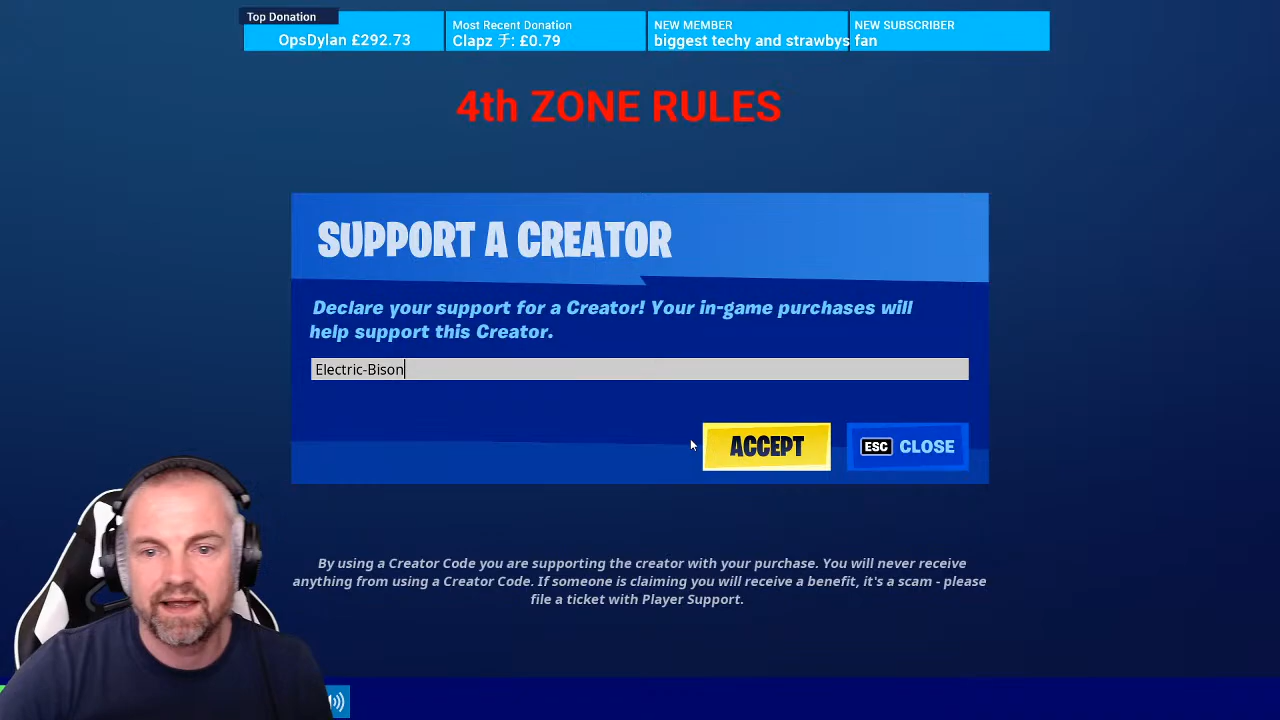 Top Donation
OpsDylan £292.73
Most Recent Donation
Clapz チ: £0.79
NEW MEMBER
biggest techy and strawbys fan
NEW SUBSCRIBER
4th ZONE RULES
SUPPORT A CREATOR
Declare your support for a Creator! Your in-game purchases will
help support this Creator.
Electric-Bison
ACCEPT
ESC CLOSE
By using a Creator Code you are supporting the creator with your purchase. You will never receive
anything from using a Creator Code. If someone is claiming you will receive a benefit, it's a scam - please
file a ticket with Player Support.